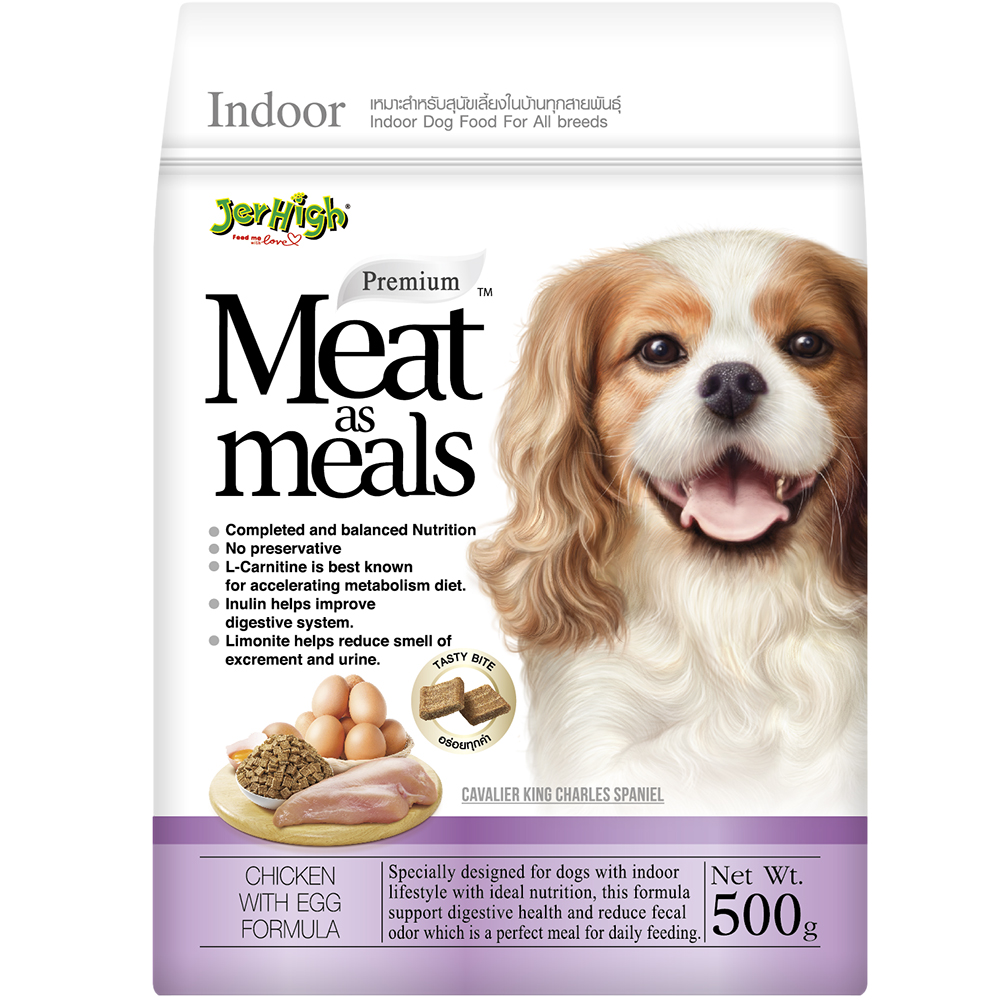 Indoor
เหมาะสำหรับสุนัขเลี้ยงในบ้านทุกสายพันธุ์
Indoor Dog Food For All breeds
JerHigh®
Feed me with love
Premium
Meat™
as
meals
Completed and balanced Nutrition
No preservative
L-Carnitine is best known
for accelerating metabolism diet.
Inulin helps improve
digestive system.
Limonite helps reduce smell of
excrement and urine.
TASTY BITE
อร่อยทุกคำ
CAVALIER KING CHARLES SPANIEL
CHICKEN
WITH EGG
FORMULA
Specially designed for dogs with indoor
lifestyle with ideal nutrition, this formula
support digestive health and reduce fecal
odor which is a perfect meal for daily feeding.
Net Wt.
500g